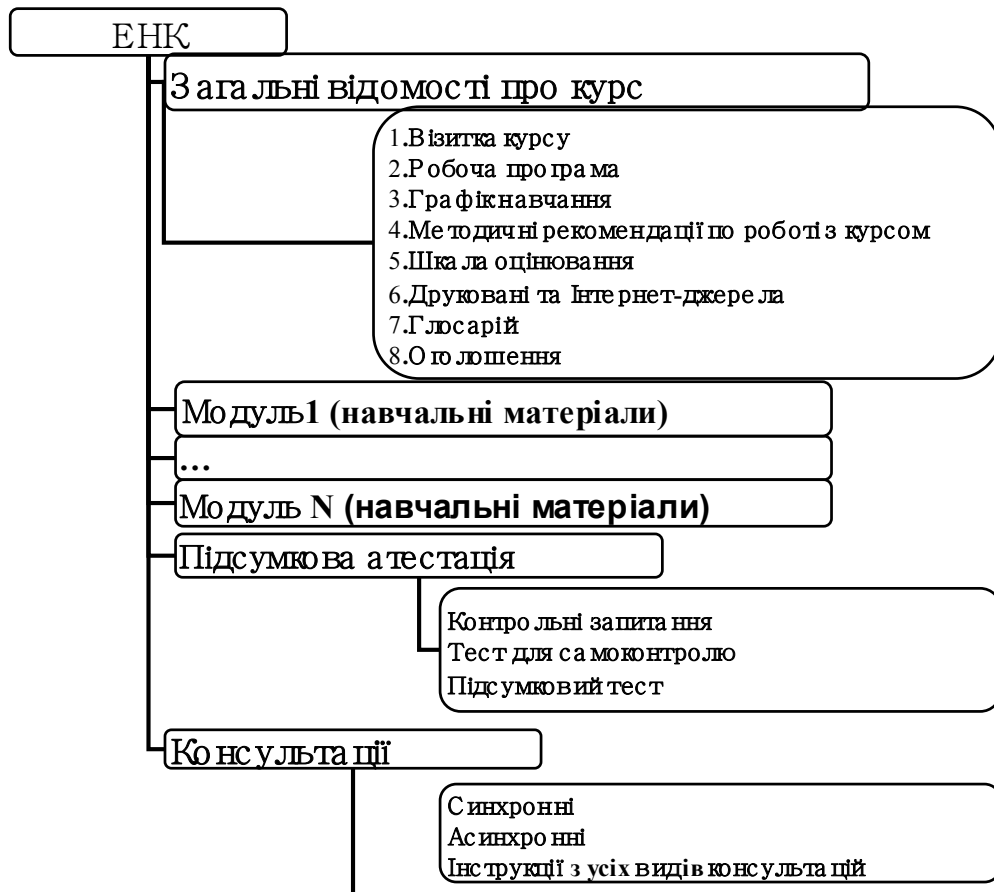 ЕНК
Загальні відомості про курс
1.Візитка курсу
2.Робоча програма
3.Графік навчання
4.Методичні рекомендації по роботі з курсом
5.Шкала оцінювання
6.Друковані та Інтернет-джерела
7.Глосарій
8.Оголошення
Модуль1 (навчальні матеріали)
...
Модуль N (навчальні матеріали)
Підсумкова атестація
Контрольні запитання
Тест для самоконтролю
Підсумковий тест
Консультації
Синхронні
Асинхронні
Інструкції з усіх видів консультацій